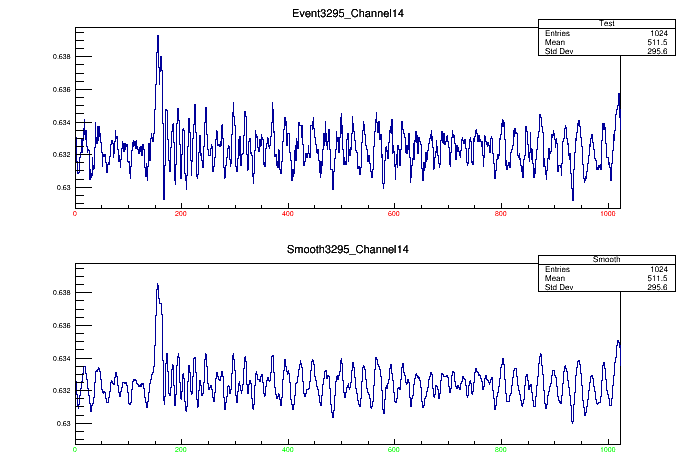 Event3295_Channel14
Test
Entries 1024
Mean 511.5
Std Dev 295.6
0.638
0.636
0.634
0.632
0.63
0 200 400 600 800 1000
Smooth3295_Channel14
Smooth
Entries 1024
Mean 511.5
Std Dev 295.6
0.638
0.636
0.634
0.632
0.63
0 200 400 600 800 1000